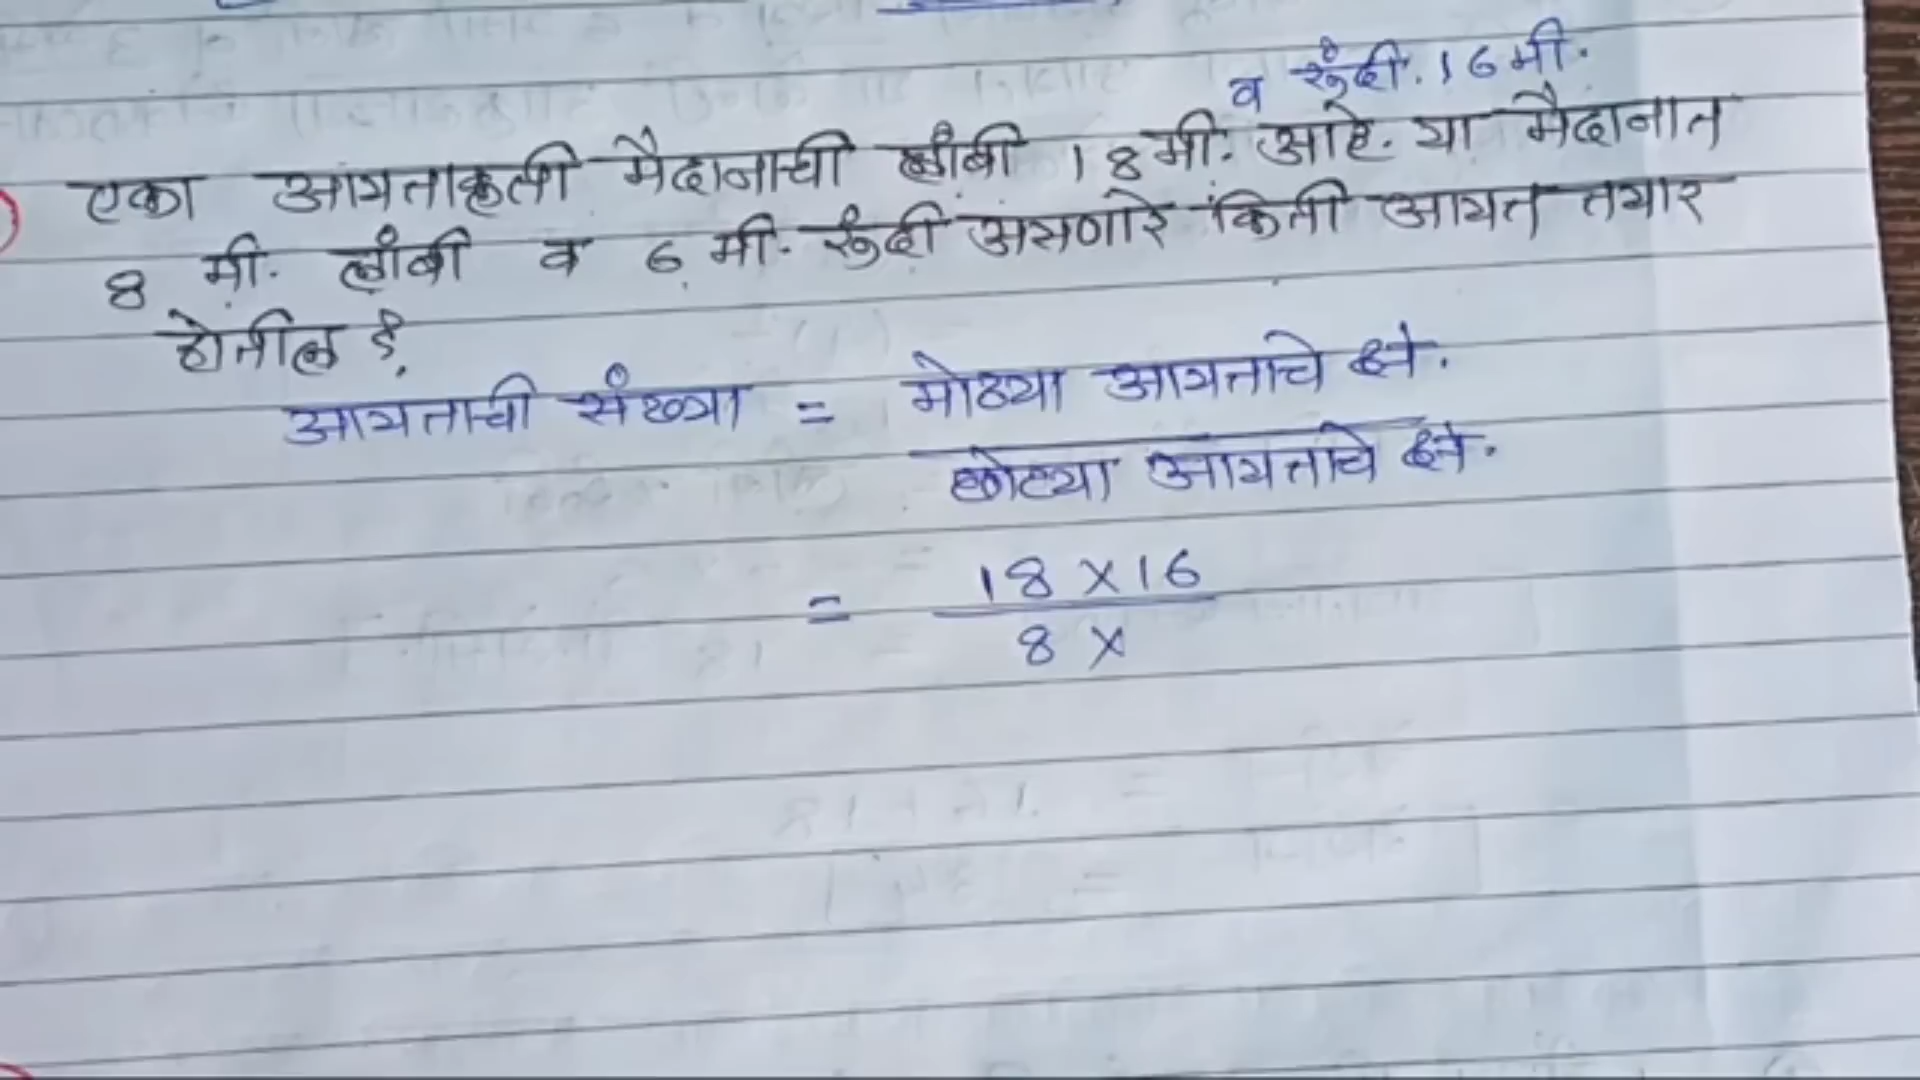 व रुंदी. 16 मी.
एका आयताकृती मैदानाची लांबी 18 मी. आहे. या मैदानात
8 मी. लांबी व 6 मी. रुंदी असणारे किती आयत तयार
होतील ?
आयताची संख्या = मोठ्या आयताचे क्षे.
छोट्या आयताचे क्षे.
= 18 × 16
8 ×